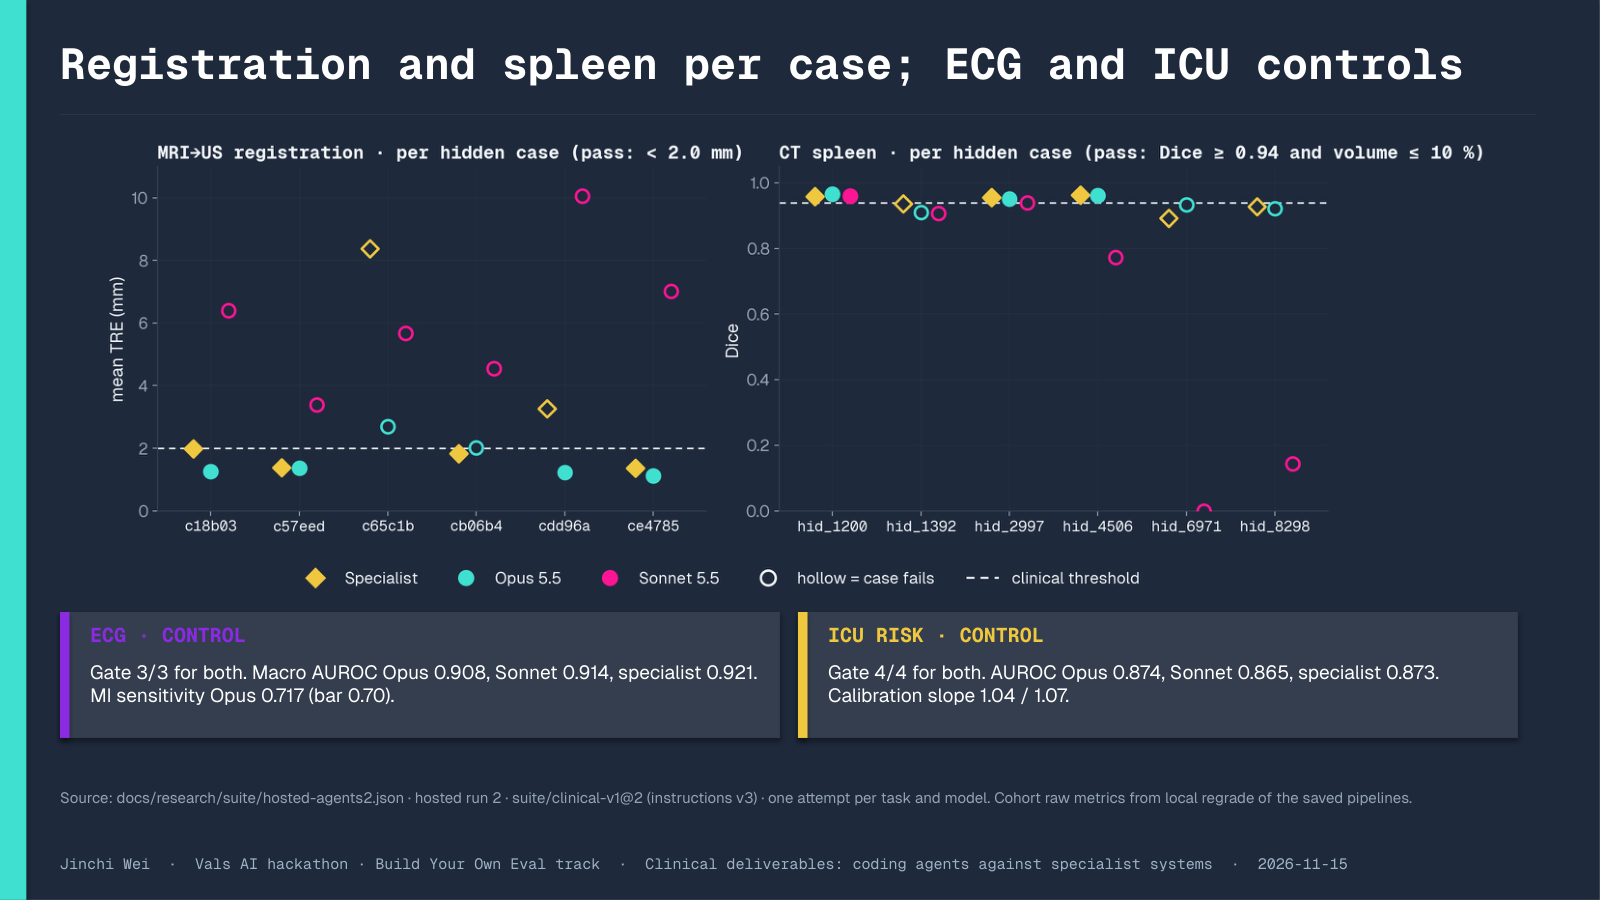 Registration and spleen per case; ECG and ICU controls
MRI→US registration · per hidden case (pass: < 2.0 mm)
mean TRE (mm)
10
8
6
4
2
0
c18b03 c57eed c65c1b cb06b4 cdd96a ce4785
CT spleen · per hidden case (pass: Dice ≥ 0.94 and volume ≤ 10 %)
Dice
1.0
0.8
0.6
0.4
0.2
0.0
hid_1200 hid_1392 hid_2997 hid_4506 hid_6971 hid_8298
Specialist Opus 5.5 Sonnet 5.5 hollow = case fails clinical threshold
ECG · CONTROL
Gate 3/3 for both. Macro AUROC Opus 0.908, Sonnet 0.914, specialist 0.921.
MI sensitivity Opus 0.717 (bar 0.70).
ICU RISK · CONTROL
Gate 4/4 for both. AUROC Opus 0.874, Sonnet 0.865, specialist 0.873.
Calibration slope 1.04 / 1.07.
Source: docs/research/suite/hosted-agents2.json · hosted run 2 · suite/clinical-v1@2 (instructions v3) · one attempt per task and model. Cohort raw metrics from local regrade of the saved pipelines.
Jinchi Wei · Vals AI hackathon · Build Your Own Eval track · Clinical deliverables: coding agents against specialist systems · 2026-11-15